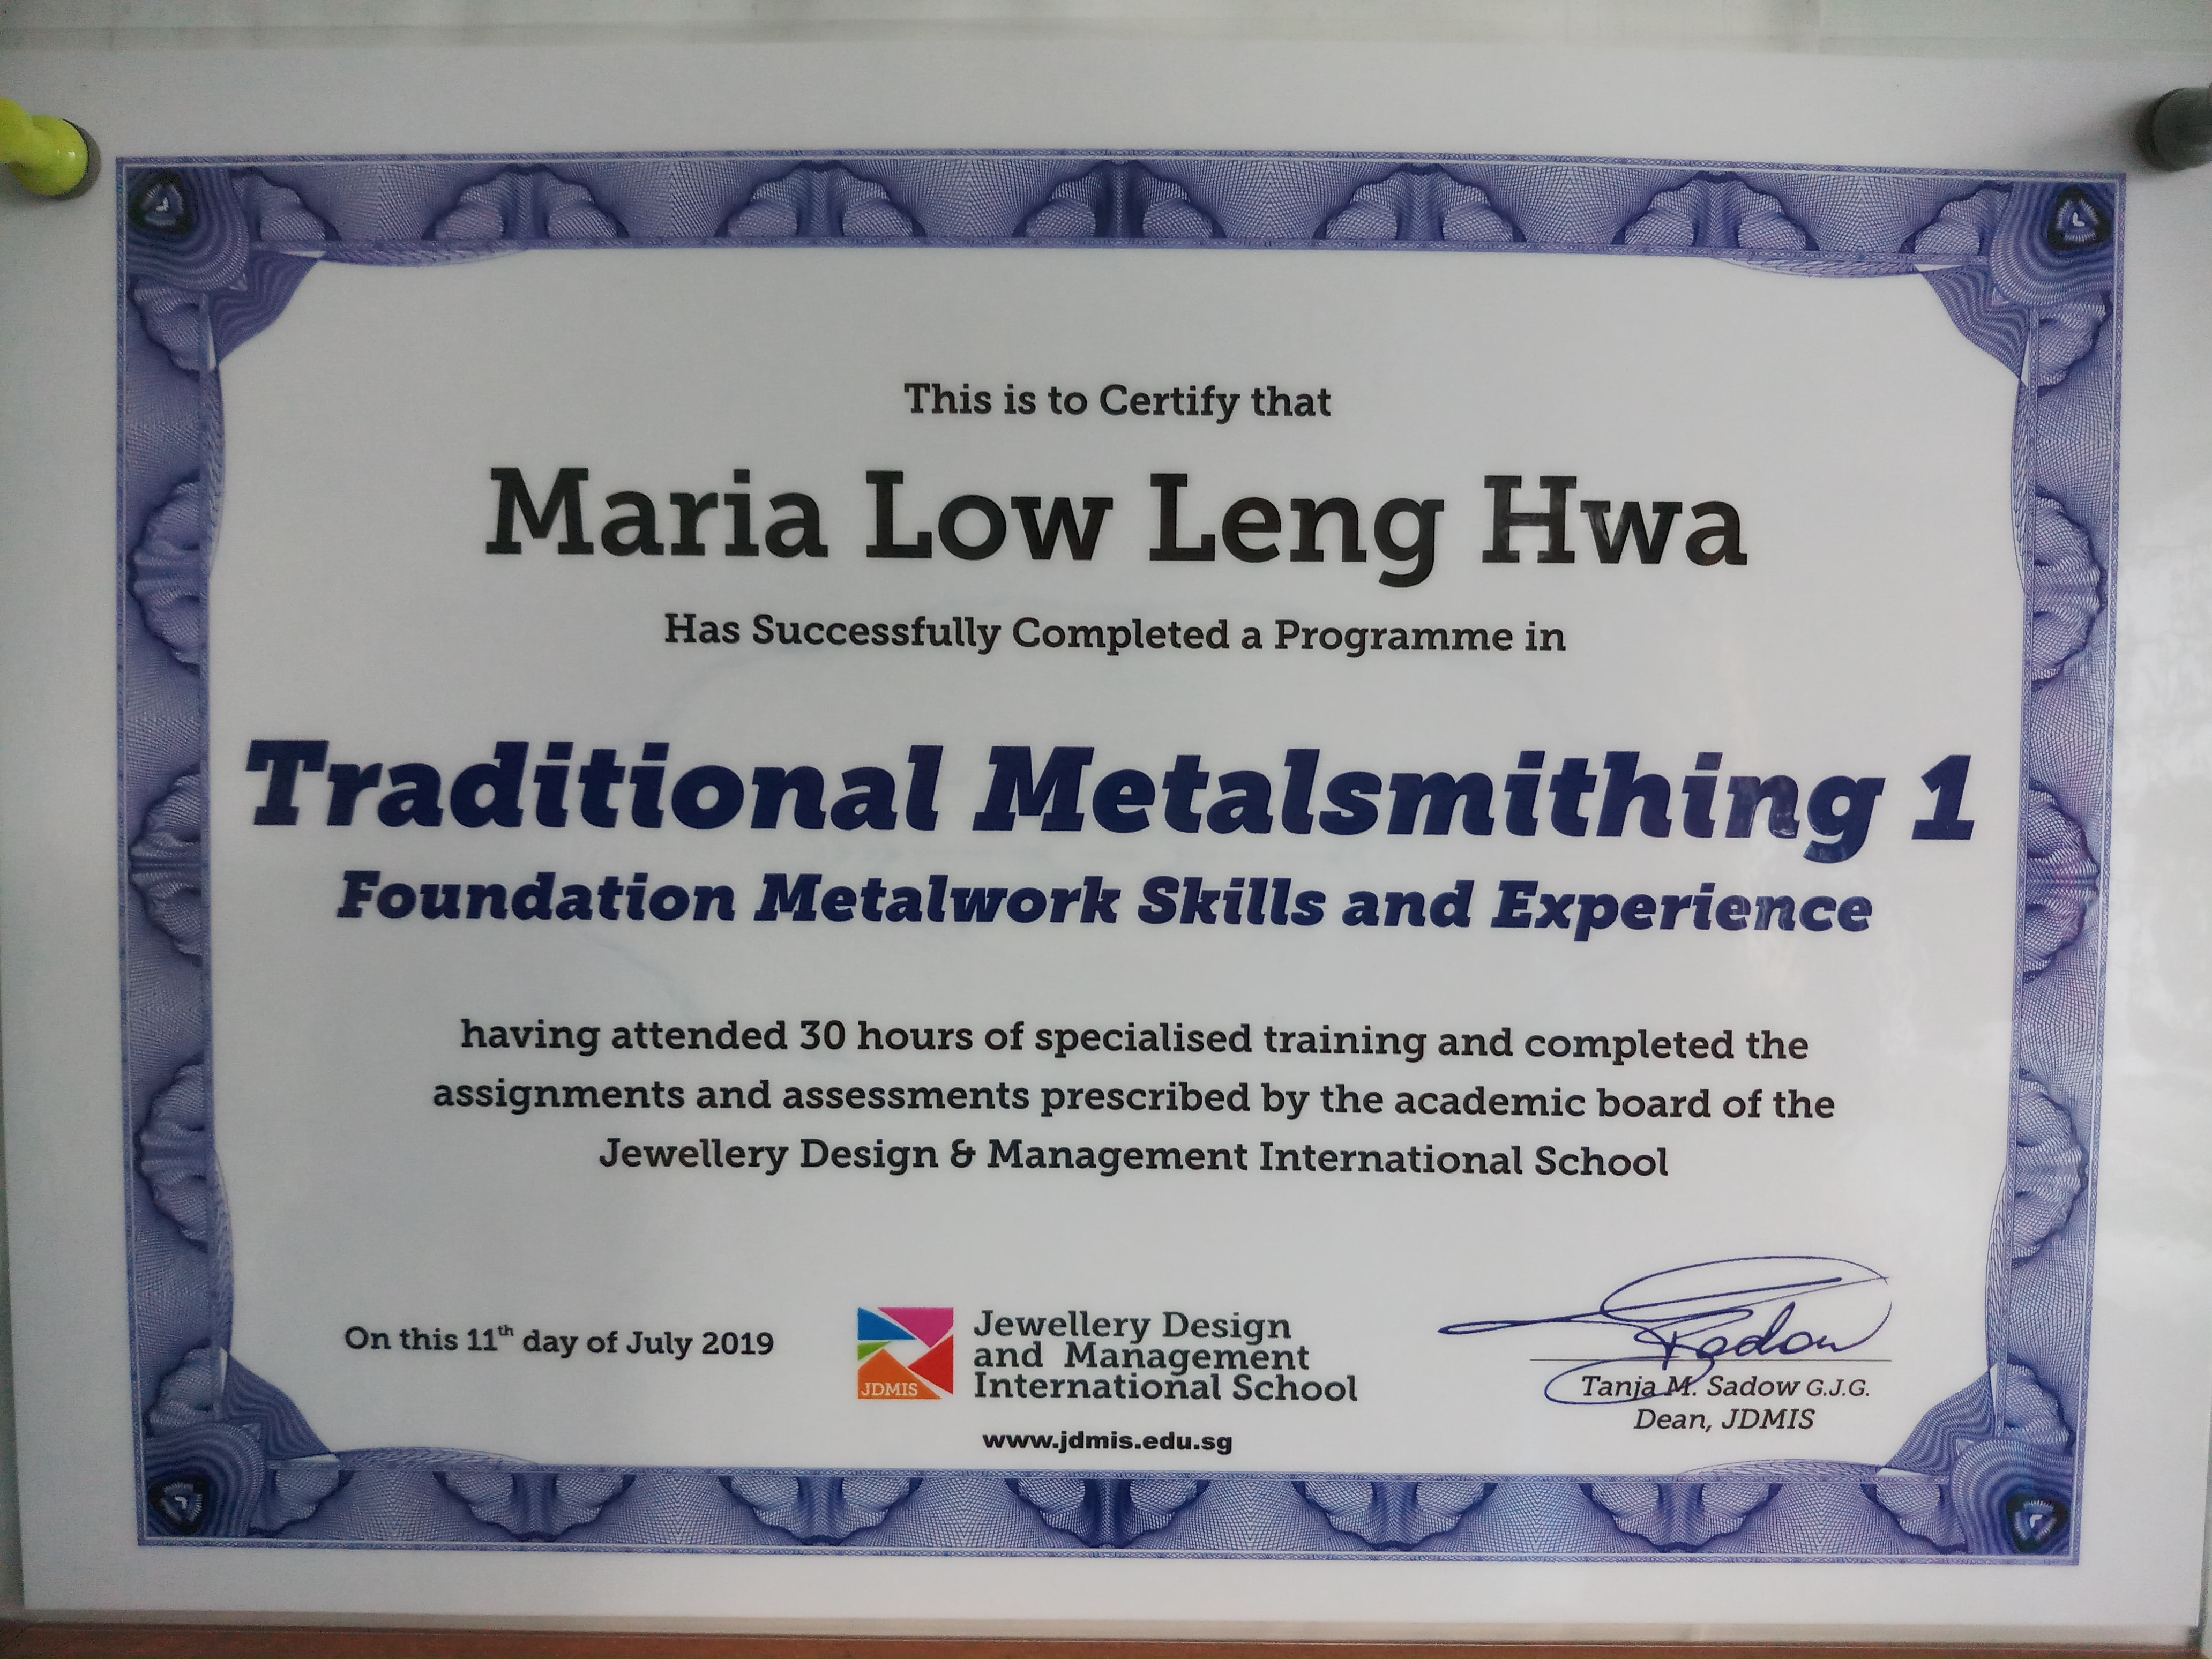 This is to Certify that
Maria Low Leng Hwa
Has Successfully Completed a Programme in
Traditional Metalsmithing 1
Foundation Metalwork Skills and Experience
having attended 30 hours of specialised training and completed the
assignments and assessments prescribed by the academic board of the
Jewellery Design & Management International School
On this 11th day of July 2019
JDMIS
Jewellery Design
and Management
International School
www.jdmis.edu.sg
Sadow
Tanja M. Sadow G.J.G.
Dean, JDMIS